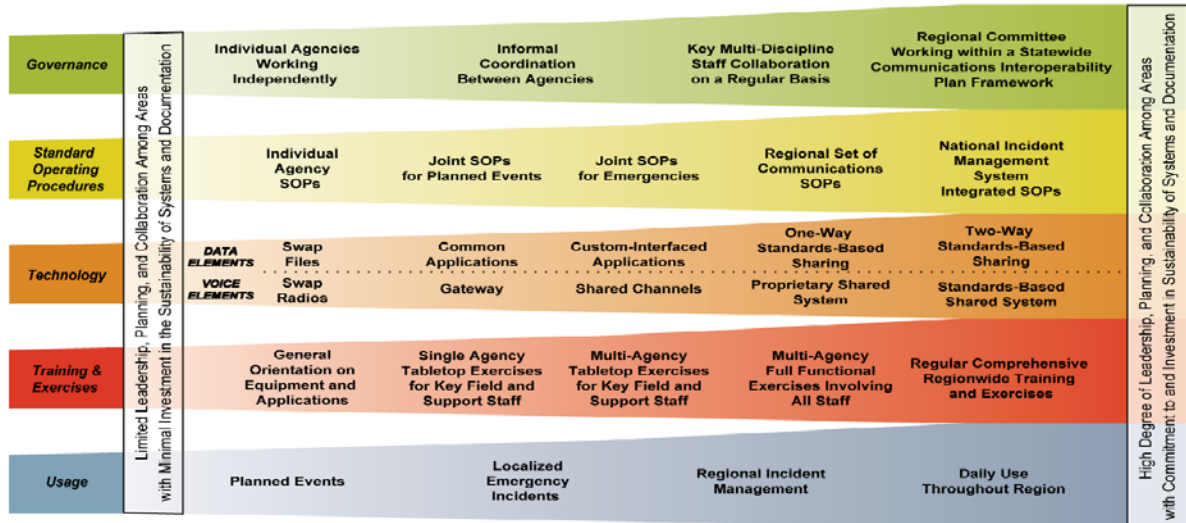 Limited Leadership, Planning, and Collaboration Among Areas
with Minimal Investment in the Sustainability of Systems and Documentation
Governance
Individual Agencies
Working
Independently
Informal
Coordination
Between Agencies
Key Multi-Discipline
Staff Collaboration
on a Regular Basis
Regional Committee
Working within a Statewide
Communications Interoperability
Plan Framework
Standard
Operating
Procedures
Individual
Agency
SOPs
Joint SOPs
for Planned Events
Joint SOPs
for Emergencies
Regional Set of
Communications
SOPs
National Incident
Management
System
Integrated SOPs
Technology
DATA
ELEMENTS
Swap
Files
Common
Applications
Custom-Interfaced
Applications
One-Way
Standards-Based
Sharing
Two-Way
Standards-Based
Sharing
VOICE
ELEMENTS
Swap
Radios
Gateway
Shared Channels
Proprietary Shared
System
Standards-Based
Shared System
Training &
Exercises
General
Orientation on
Equipment and
Applications
Single Agency
Tabletop Exercises
for Key Field and
Support Staff
Multi-Agency
Tabletop Exercises
for Key Field and
Support Staff
Multi-Agency
Full Functional
Exercises Involving
All Staff
Regular Comprehensive
Regionwide Training
and Exercises
Usage
Planned Events
Localized
Emergency
Incidents
Regional Incident
Management
Daily Use
Throughout Region
High Degree of Leadership, Planning, and Collaboration Among Areas
with Commitment to and Investment in Sustainability of Systems and Documentation